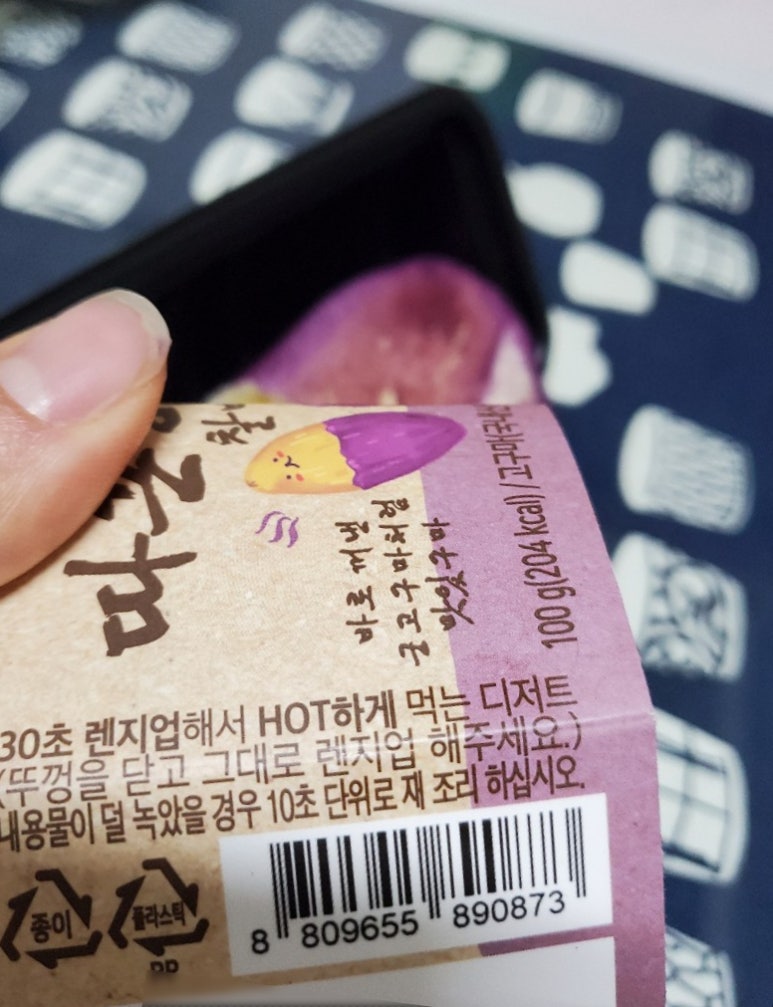 따끈
찰
바로 꺼낸
군고구마처럼
맛있구마
100 g(204 kcal) / 고구마(국내산
30초 렌지업해서 HOT하게 먹는 디저트
(뚜껑을 닫고 그대로 렌지업 해주세요.)
내용물이 덜 녹았을 경우 10초 단위로 재 조리 하십시오.
종이
플라스틱
PP
8 809655 890873